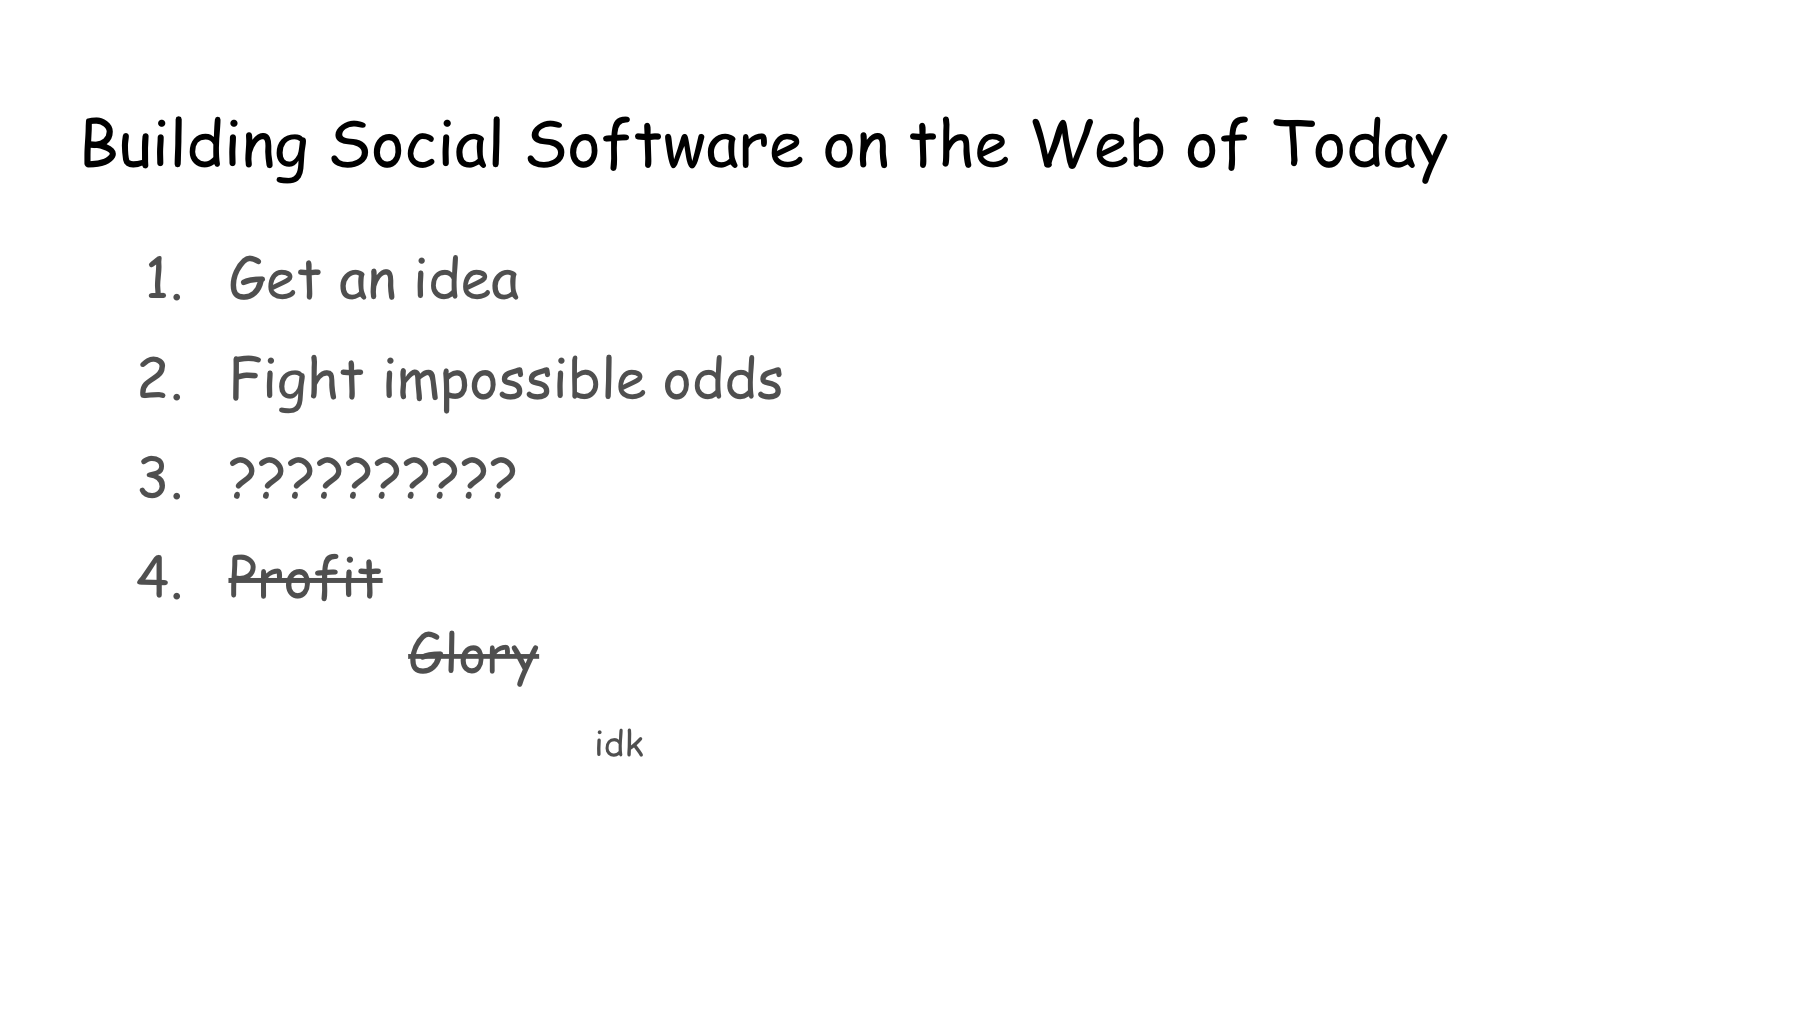 Building Social Software on the Web of Today
1. Get an idea
2. Fight impossible odds
3. ??????????
4. Profit
Glory
idk